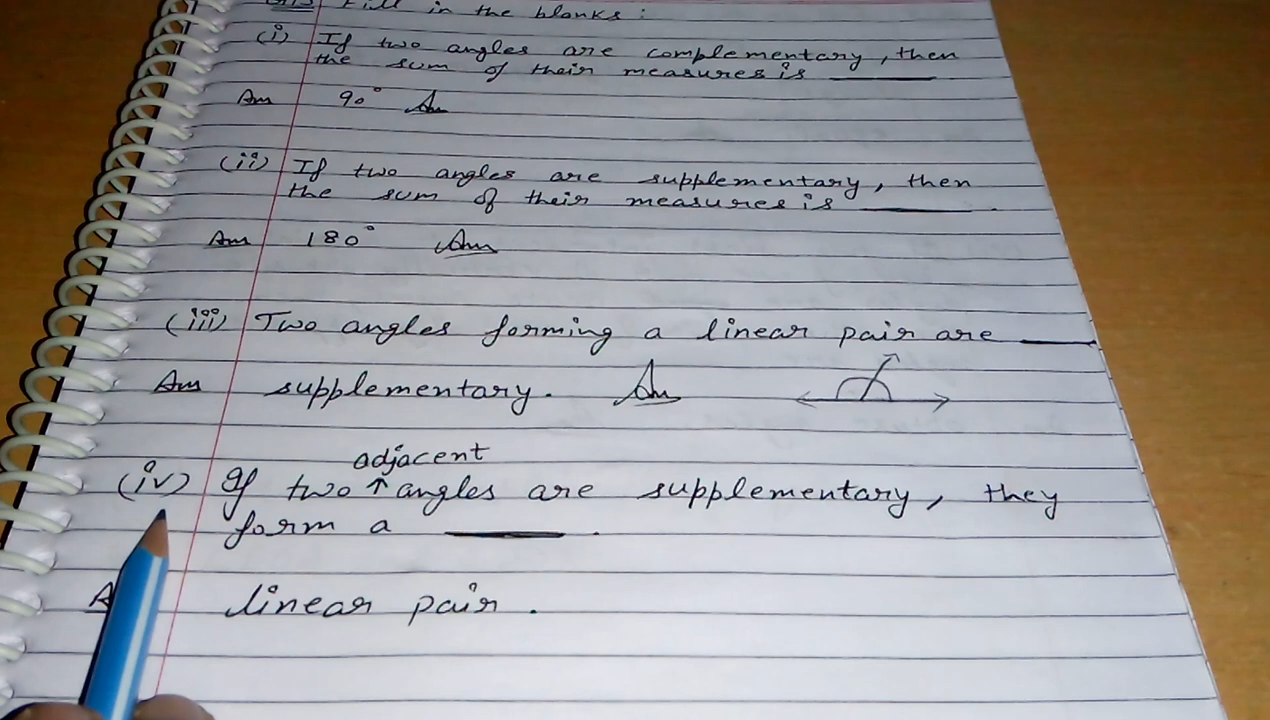 Fill in the blanks :
(i) If two angles are complementary, then
the sum of their measures is ______
Ans 90° Ans
(ii) If two angles are supplementary, then
the sum of their measures is ______.
Ans 180° Ans
(iii) Two angles forming a linear pair are ____
Ans supplementary. Ans
adjacent
(iv) If two ↑ angles are supplementary, they
form a ______.
A linear pair.